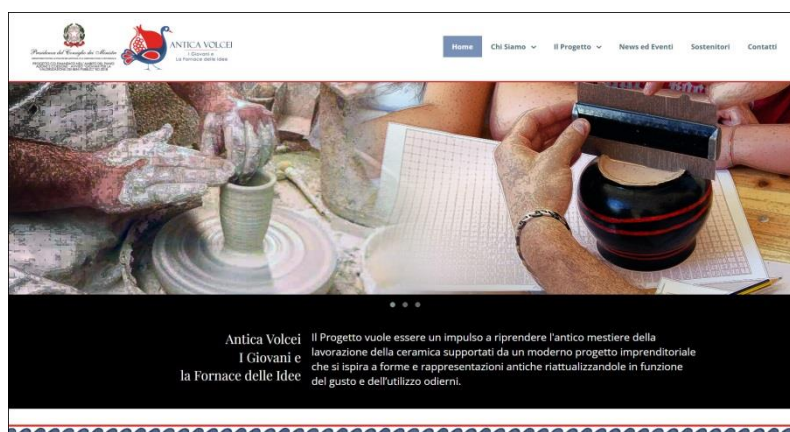 Presidenza del Consiglio dei Ministri
ANTICA VOLCEI
I Giovani e
La Fornace delle Idee
Home
Chi Siamo
Il Progetto
News ed Eventi
Sostenitori
Contatti
Antica Volcei
I Giovani e
la Fornace delle Idee
Il Progetto vuole essere un impulso a riprendere l'antico mestiere della
lavorazione della ceramica supportati da un moderno progetto imprenditoriale
che si ispira a forme e rappresentazioni antiche riattualizzandole in funzione
del gusto e dell'utilizzo odierni.